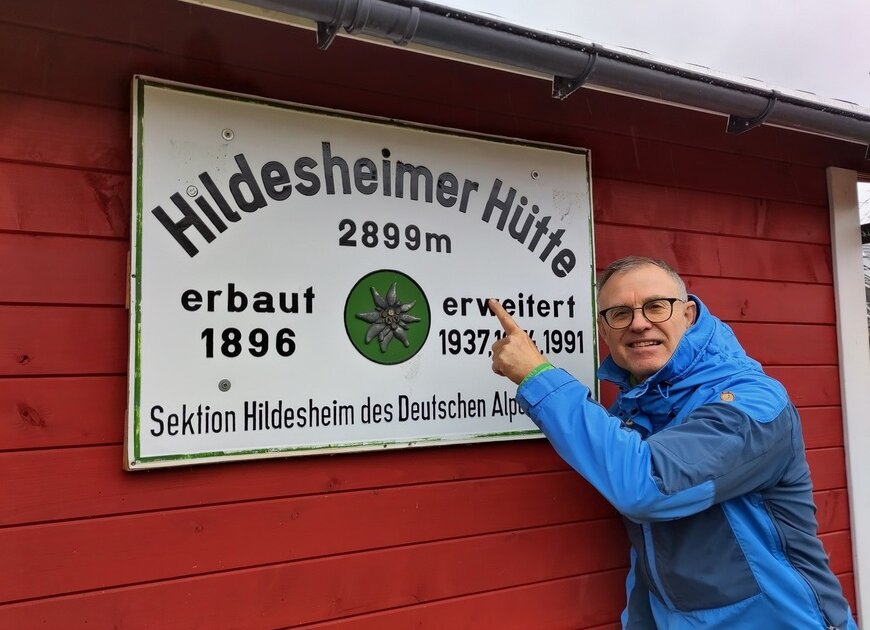 Hildesheimer Hütte
2899m
erbaut
1896
erweitert
1937, 1991
Sektion Hildesheim des Deutschen